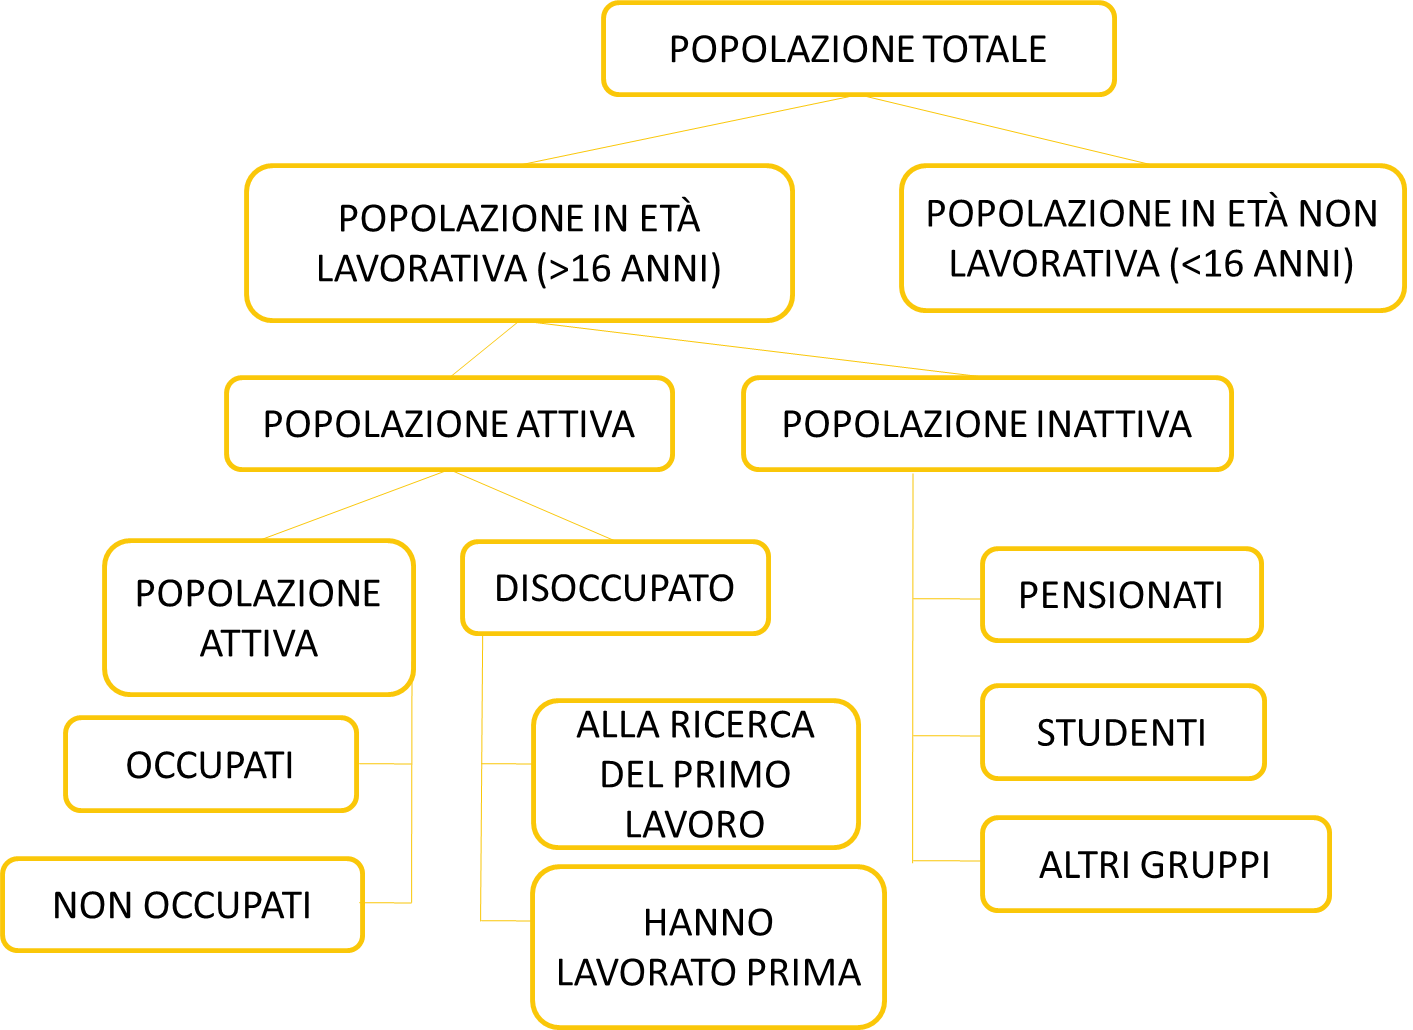 POPOLAZIONE TOTALE
POPOLAZIONE IN ETÀ
LAVORATIVA (>16 ANNI)
POPOLAZIONE IN ETÀ NON
LAVORATIVA (<16 ANNI)
POPOLAZIONE ATTIVA
POPOLAZIONE INATTIVA
POPOLAZIONE
ATTIVA
OCCUPATI
NON OCCUPATI
DISOCCUPATO
ALLA RICERCA
DEL PRIMO
LAVORO
HANNO
LAVORATO PRIMA
PENSIONATI
STUDENTI
ALTRI GRUPPI